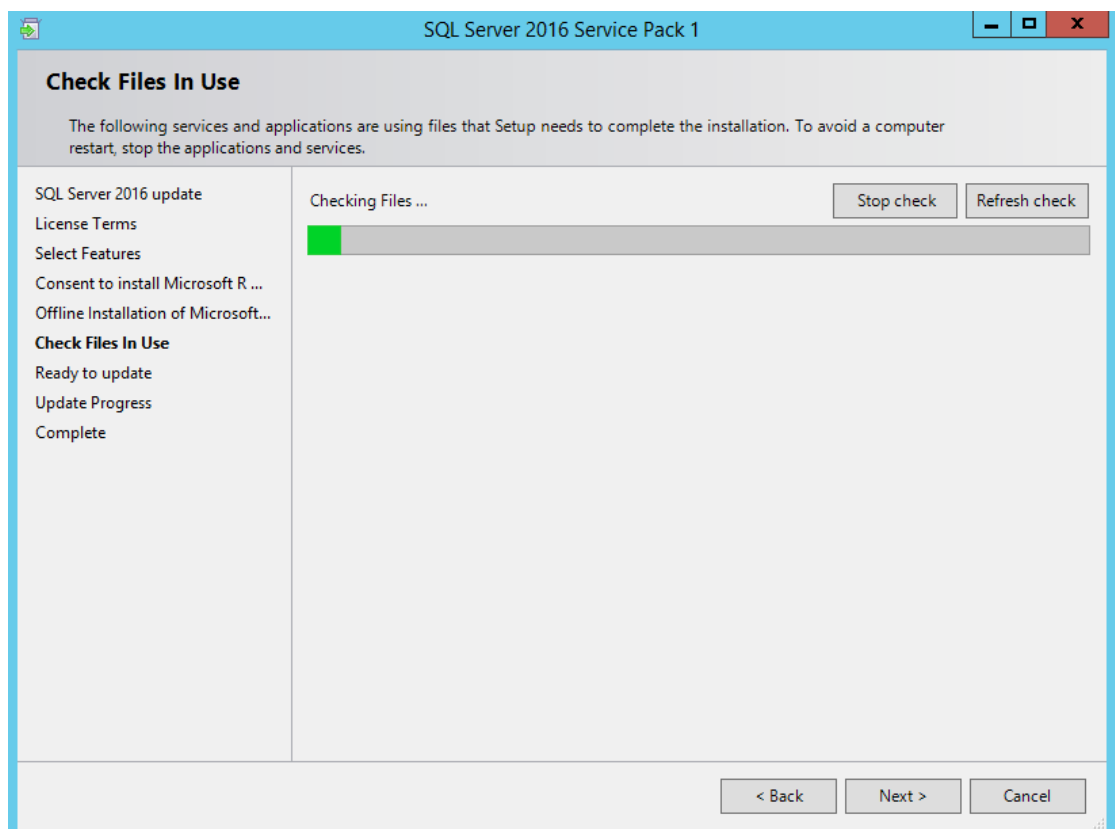 SQL Server 2016 Service Pack 1
Check Files In Use
The following services and applications are using files that Setup needs to complete the installation. To avoid a computer
restart, stop the applications and services.
SQL Server 2016 update
License Terms
Select Features
Consent to install Microsoft R ...
Offline Installation of Microsoft...
Check Files In Use
Ready to update
Update Progress
Complete
Checking Files ...
Stop check
Refresh check
< Back
Next >
Cancel